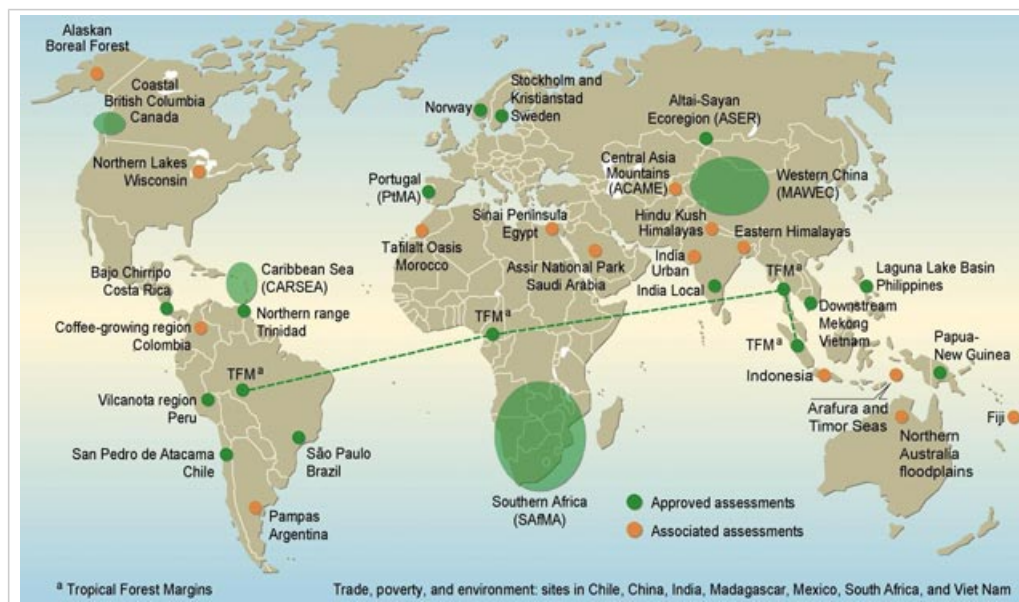 Alaskan
Boreal Forest
Coastal
British Columbia
Canada
Northern Lakes
Wisconsin
Norway
Stockholm and
Kristianstad
Sweden
Altai-Sayan
Ecoregion (ASER)
Central Asia
Mountains
(ACAME)
Western China
(MAWEC)
Portugal
(PtMA)
Sinai Peninsula
Egypt
Hindu Kush
Himalayas
Eastern Himalayas
Tafilalt Oasis
Morocco
Assir National Park
Saudi Arabia
India
Urban
India Local
Bajo Chirripo
Costa Rica
Caribbean Sea
(CARSEA)
Northern range
Trinidad
Coffee-growing region
Colombia
TFM a
TFM a
TFM a
TFM a
Laguna Lake Basin
Philippines
Downstream
Mekong
Vietnam
Papua-
New Guinea
Indonesia
Arafura and
Timor Seas
Fiji
Northern
Australia
floodplains
Vilcanota region
Peru
San Pedro de Atacama
Chile
São Paulo
Brazil
Pampas
Argentina
Southern Africa
(SAfMA)
Approved assessments
Associated assessments
a Tropical Forest Margins
Trade, poverty, and environment: sites in Chile, China, India, Madagascar, Mexico, South Africa, and Viet Nam